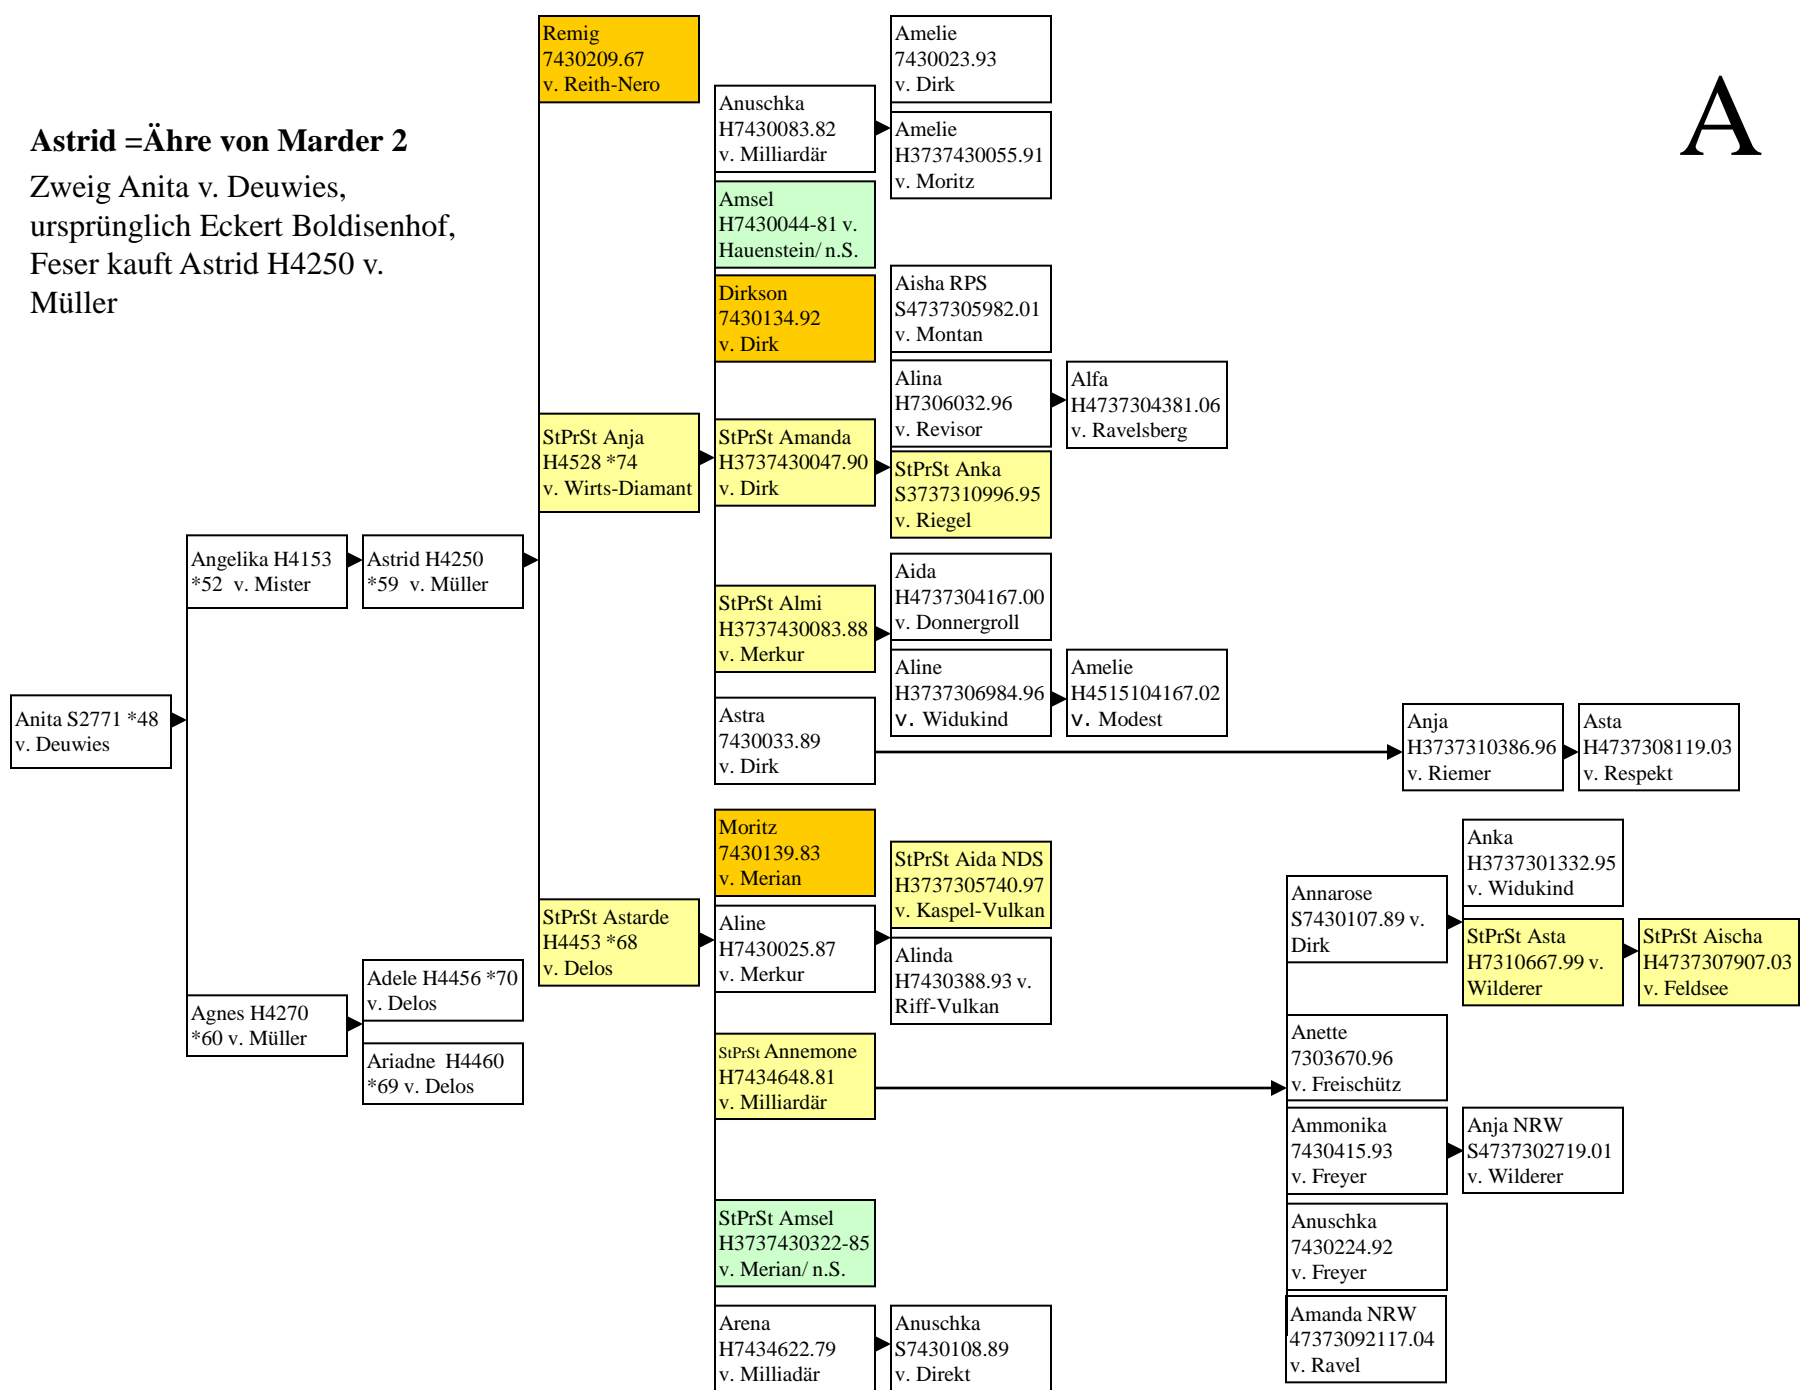 A
Astrid =Ähre von Marder 2
Zweig Anita v. Deuwies,
ursprünglich Eckert Boldisenhof,
Feser kauft Astrid H4250 v.
Müller
Anita S2771 *48
v. Deuwies
Angelika H4153
*52  v. Mister
Agnes H4270
*60 v. Müller
Astrid H4250
*59  v. Müller
Adele H4456 *70
v. Delos
Ariadne  H4460
*69 v. Delos
Remig
7430209.67
v. Reith-Nero
StPrSt Anja
H4528 *74
v. Wirts-Diamant
StPrSt Astarde
H4453 *68
v. Delos
Anuschka
H7430083.82
v. Milliardär
Amsel
H7430044-81 v.
Hauenstein/ n.S.
Dirkson
7430134.92
v. Dirk
StPrSt Amanda
H3737430047.90
v. Dirk
StPrSt Almi
H3737430083.88
v. Merkur
Astra
7430033.89
v. Dirk
Moritz
7430139.83
v. Merian
Aline
H7430025.87
v. Merkur
StPrSt Annemone
H7434648.81
v. Milliardär
StPrSt Amsel
H3737430322-85
v. Merian/ n.S.
Arena
H7434622.79
v. Milliadär
Amelie
7430023.93
v. Dirk
Amelie
H3737430055.91
v. Moritz
Aisha RPS
S4737305982.01
v. Montan
Alina
H7306032.96
v. Revisor
StPrSt Anka
S3737310996.95
v. Riegel
Aida
H4737304167.00
v. Donnergroll
Aline
H3737306984.96
v. Widukind
StPrSt Aida NDS
H3737305740.97
v. Kaspel-Vulkan
Alinda
H7430388.93 v.
Riff-Vulkan
Anuschka
S7430108.89
v. Direkt
Alfa
H4737304381.06
v. Ravelsberg
Amelie
H4515104167.02
v. Modest
Anja
H3737310386.96
v. Riemer
Asta
H4737308119.03
v. Respekt
Annarose
S7430107.89 v.
Dirk
Anette
7303670.96
v. Freischütz
Ammonika
7430415.93
v. Freyer
Anuschka
7430224.92
v. Freyer
Amanda NRW
47373092117.04
v. Ravel
Anka
H3737301332.95
v. Widukind
StPrSt Asta
H7310667.99 v.
Wilderer
StPrSt Aischa
H4737307907.03
v. Feldsee
Anja NRW
S4737302719.01
v. Wilderer